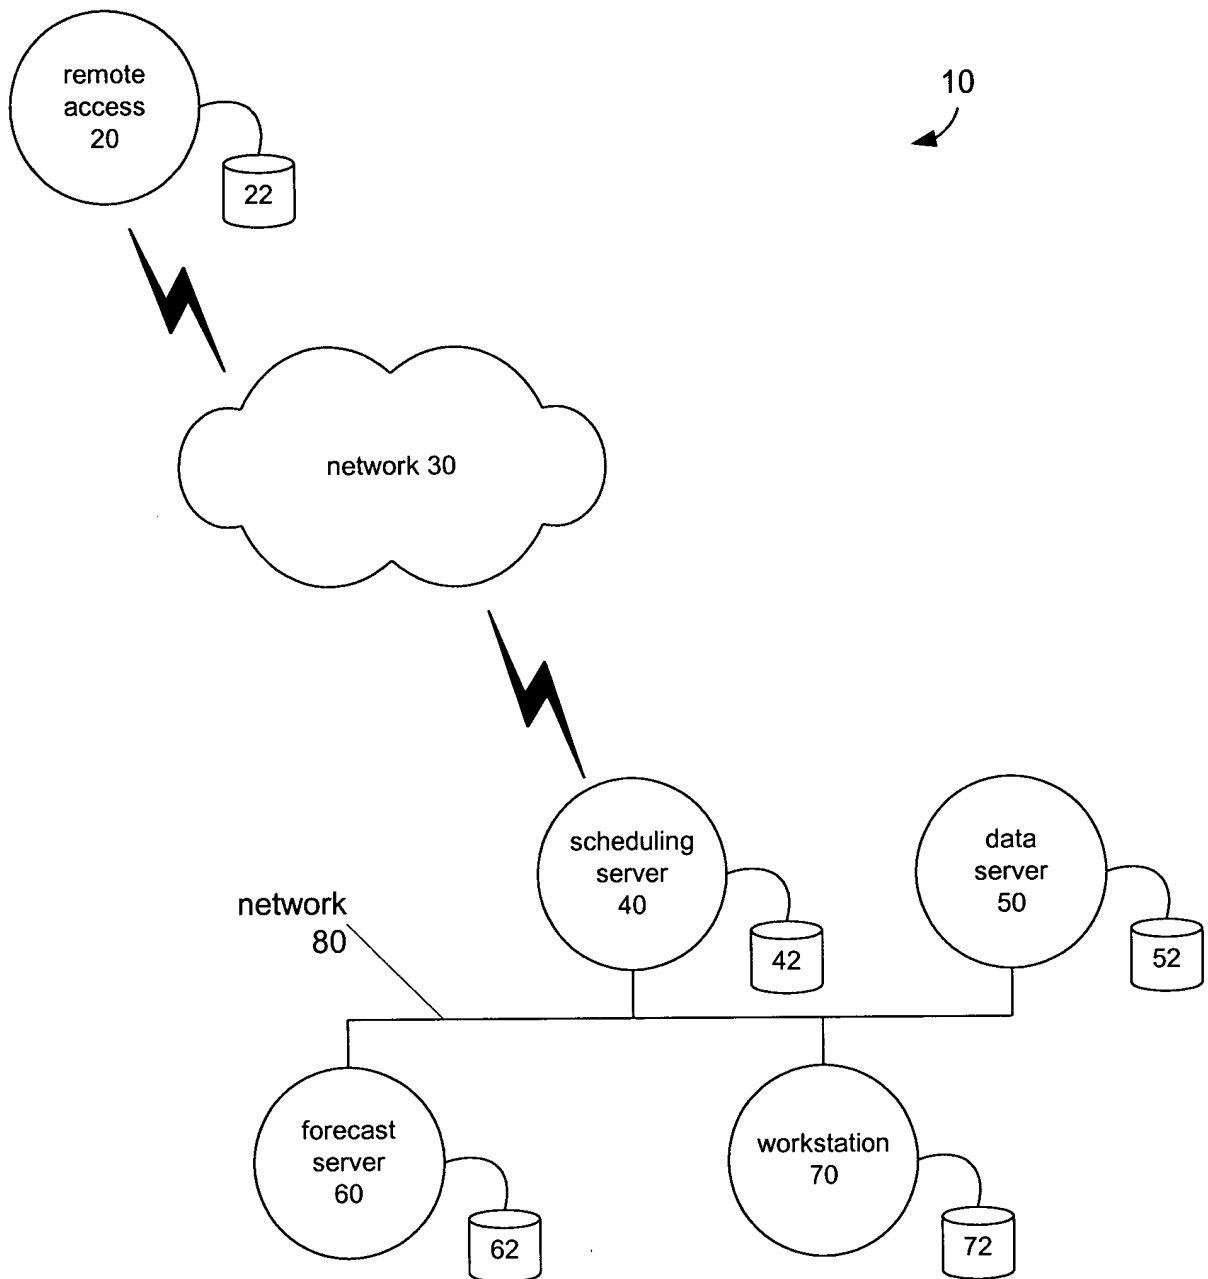 remote
access
20
10
22
network 30
scheduling
server
40
data
server
50
network
80
42
52
forecast
server
60
workstation
70
62
72